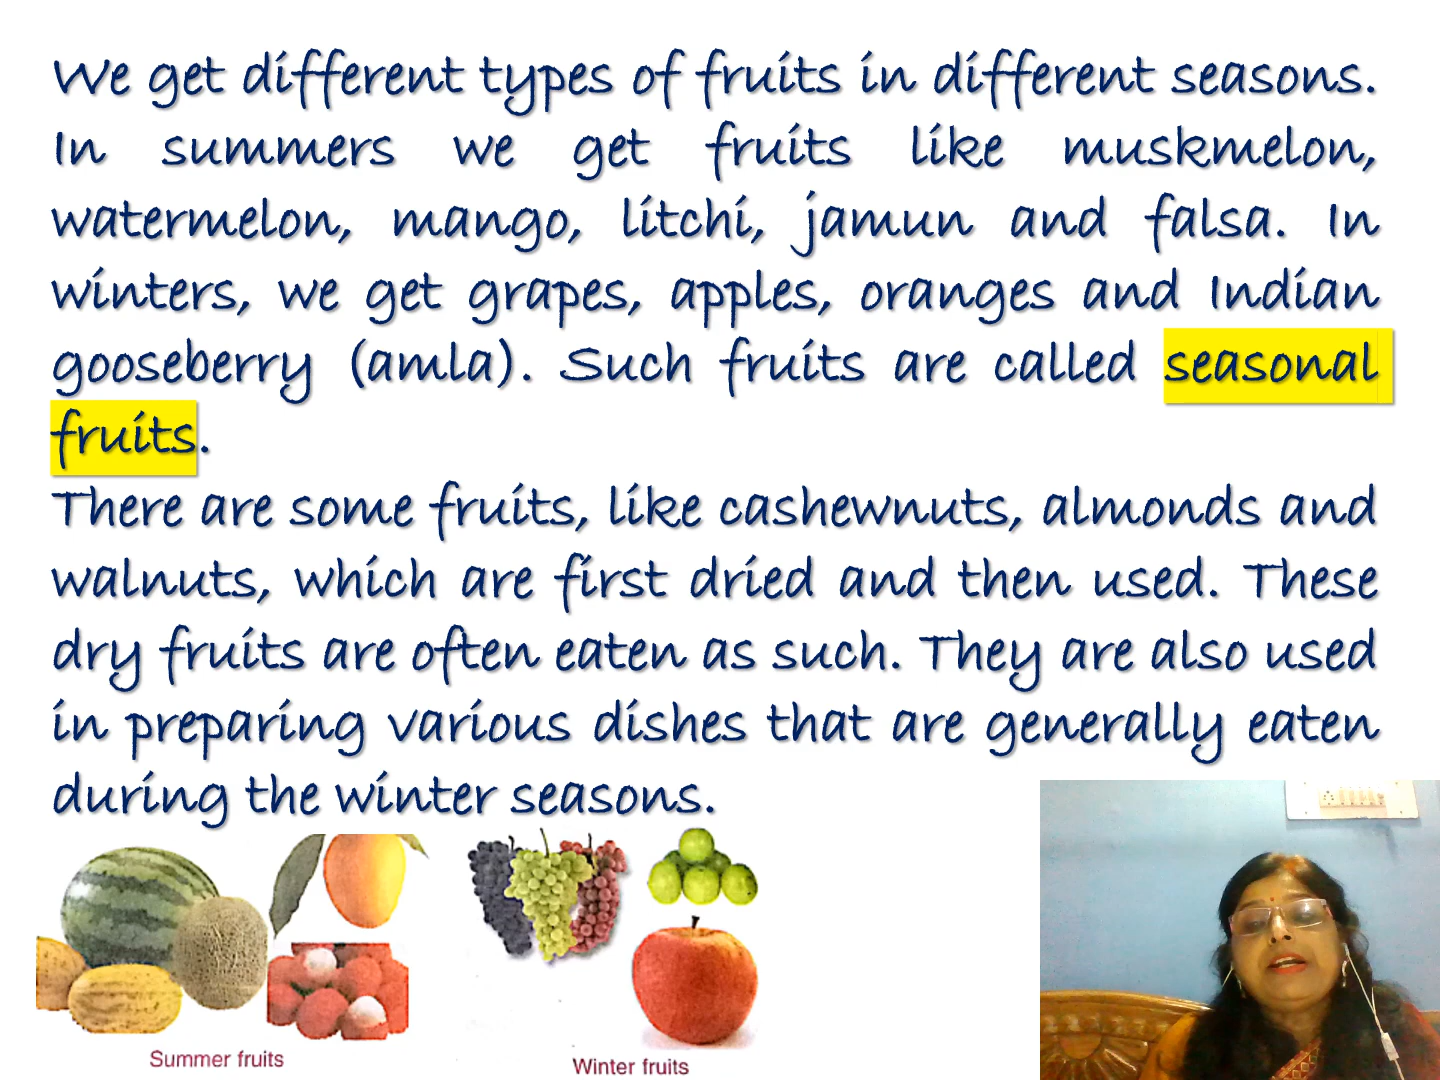 We get different types of fruits in different seasons.
In summers we get fruits like muskmelon,
watermelon, mango, litchi, jamun and falsa. In
winters, we get grapes, apples, oranges and Indian
gooseberry (amla). Such fruits are called seasonal
fruits.
There are some fruits, like cashewnuts, almonds and
walnuts, which are first dried and then used. These
dry fruits are often eaten as such. They are also used
in preparing various dishes that are generally eaten
during the winter seasons.
Summer fruits
Winter fruits